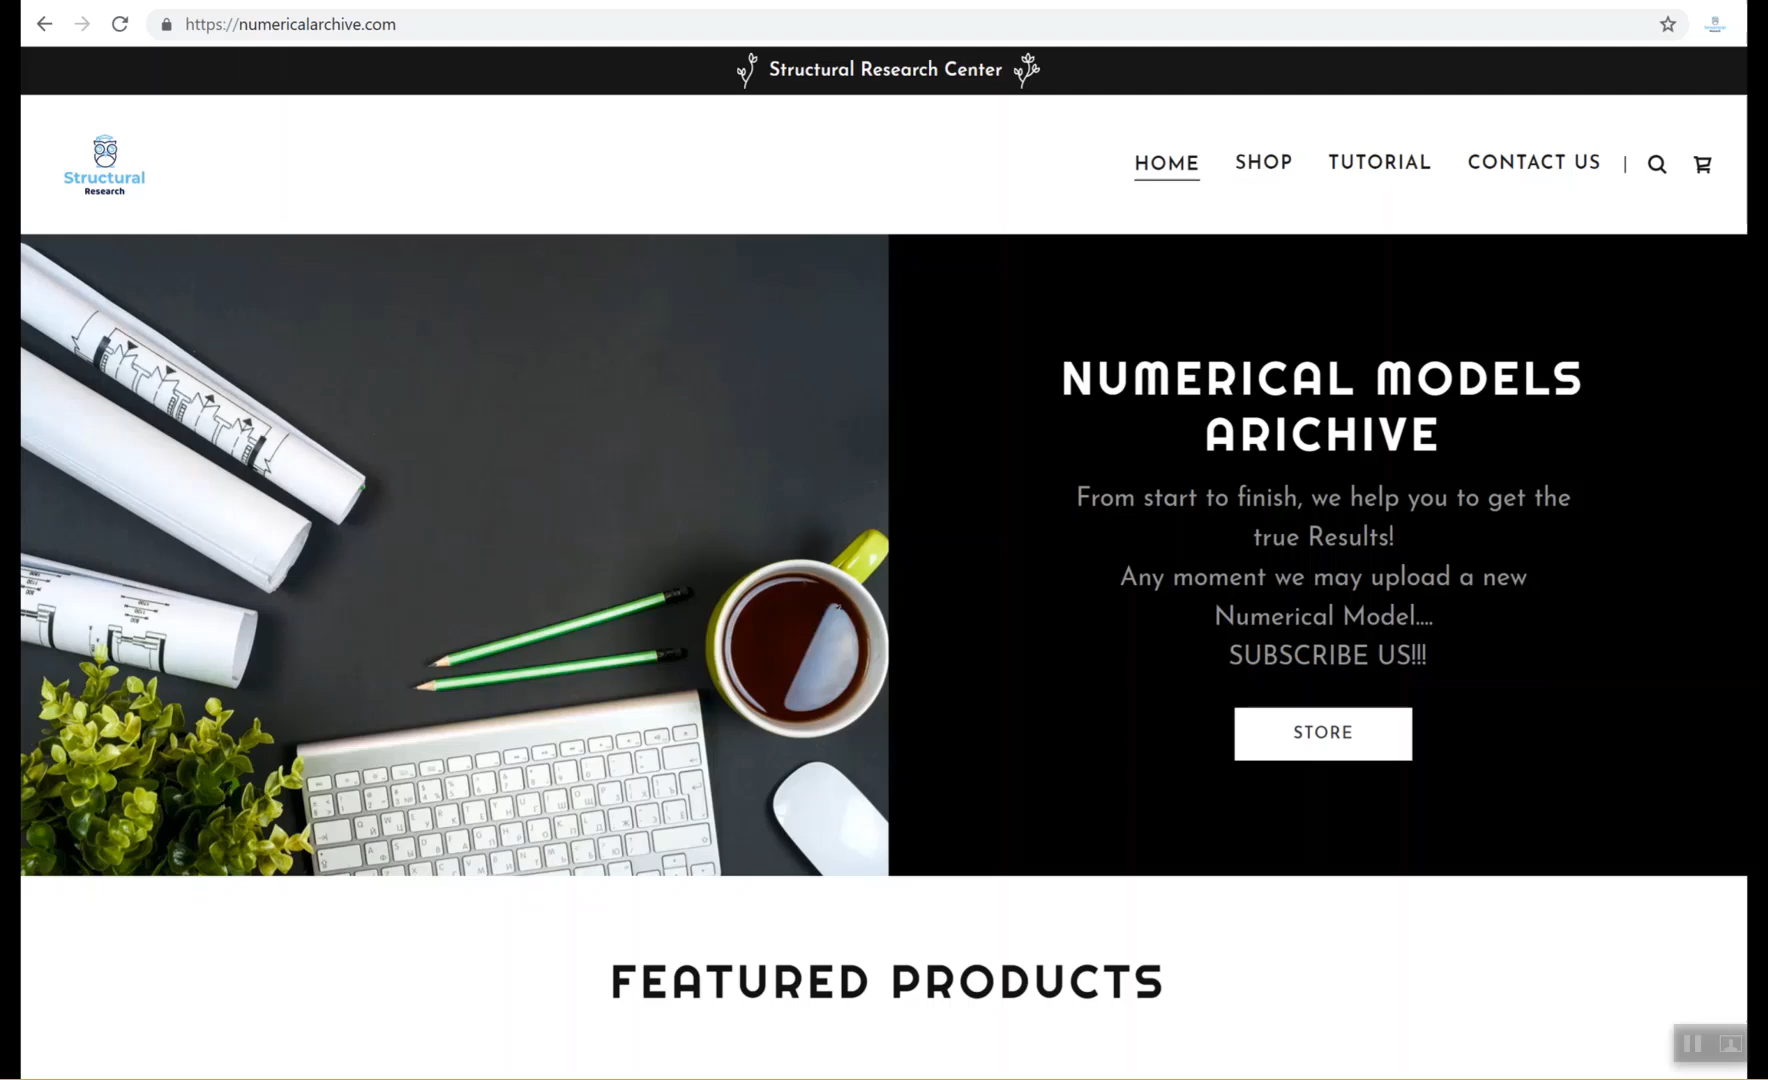 https://numericalarchive.com
Structural Research Center
Structural
Research
HOME SHOP TUTORIAL CONTACT US |
NUMERICAL MODELS
ARICHIVE
From start to finish, we help you to get the
true Results!
Any moment we may upload a new
Numerical Model....
SUBSCRIBE US!!!
STORE
FEATURED PRODUCTS